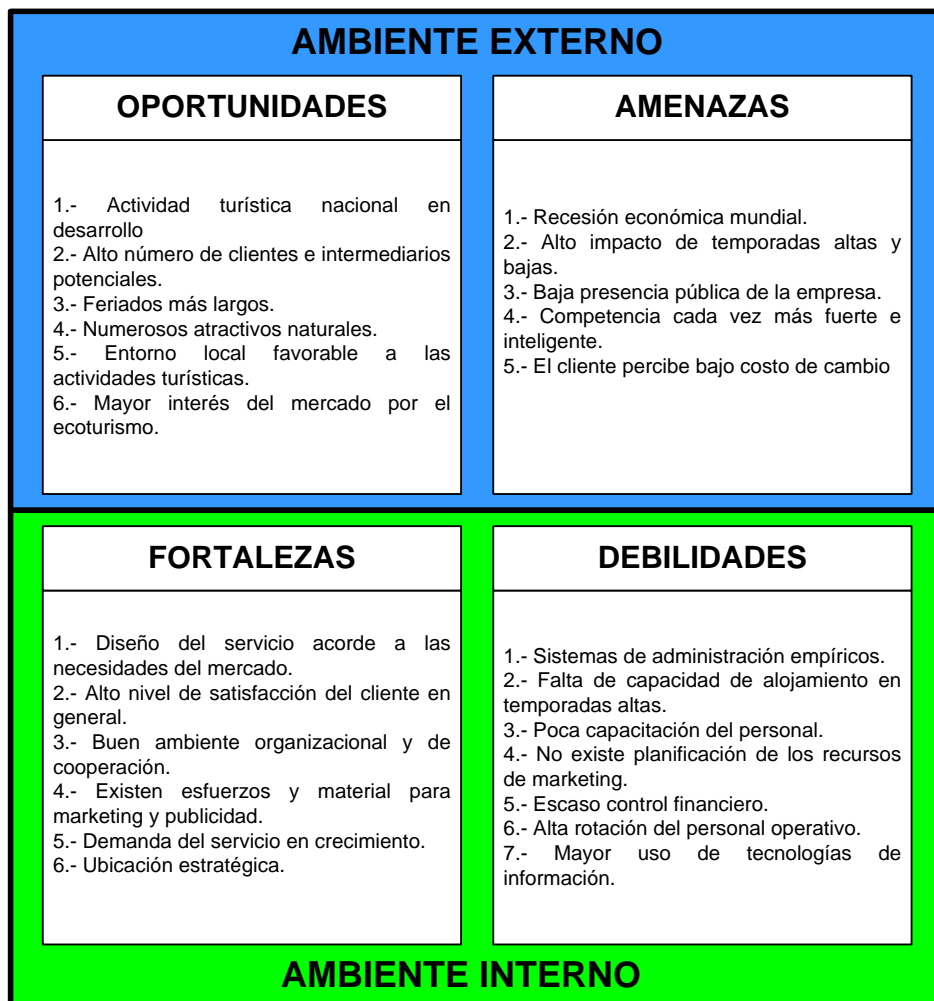 AMBIENTE EXTERNO
OPORTUNIDADES
1.- Actividad turística nacional en
desarrollo
2.- Alto número de clientes e intermediarios
potenciales.
3.- Feriados más largos.
4.- Numerosos atractivos naturales.
5.- Entorno local favorable a las
actividades turísticas.
6.- Mayor interés del mercado por el
ecoturismo.
AMENAZAS
1.- Recesión económica mundial.
2.- Alto impacto de temporadas altas y
bajas.
3.- Baja presencia pública de la empresa.
4.- Competencia cada vez más fuerte e
inteligente.
5.- El cliente percibe bajo costo de cambio
FORTALEZAS
1.- Diseño del servicio acorde a las
necesidades del mercado.
2.- Alto nivel de satisfacción del cliente en
general.
3.- Buen ambiente organizacional y de
cooperación.
4.- Existen esfuerzos y material para
marketing y publicidad.
5.- Demanda del servicio en crecimiento.
6.- Ubicación estratégica.
DEBILIDADES
1.- Sistemas de administración empíricos.
2.- Falta de capacidad de alojamiento en
temporadas altas.
3.- Poca capacitación del personal.
4.- No existe planificación de los recursos
de marketing.
5.- Escaso control financiero.
6.- Alta rotación del personal operativo.
7.- Mayor uso de tecnologías de
información.
AMBIENTE INTERNO